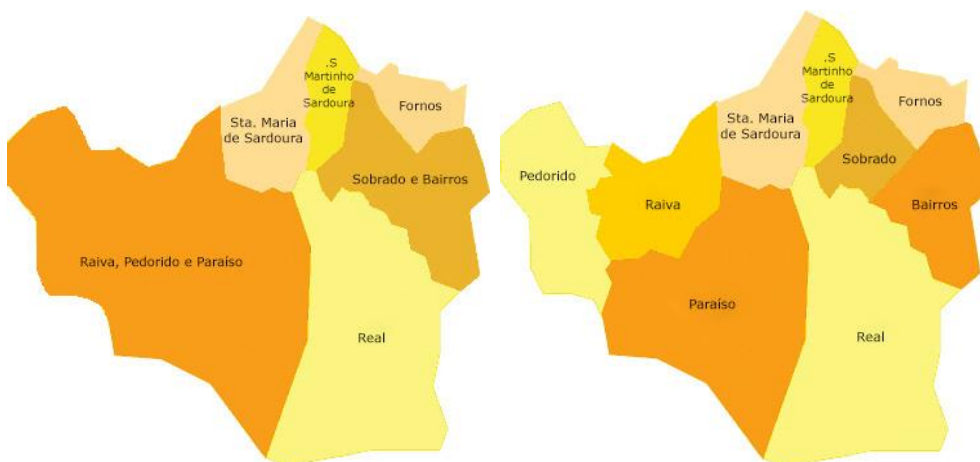 .S
Martinho
de
Sardoura
Fornos
Sta. Maria
de Sardoura
Sobrado e Bairros
Raiva, Pedorido e Paraíso
Real
.S
Martinho
de
Sardoura
Fornos
Sta. Maria
de Sardoura
Sobrado
Pedorido
Raiva
Bairros
Paraíso
Real